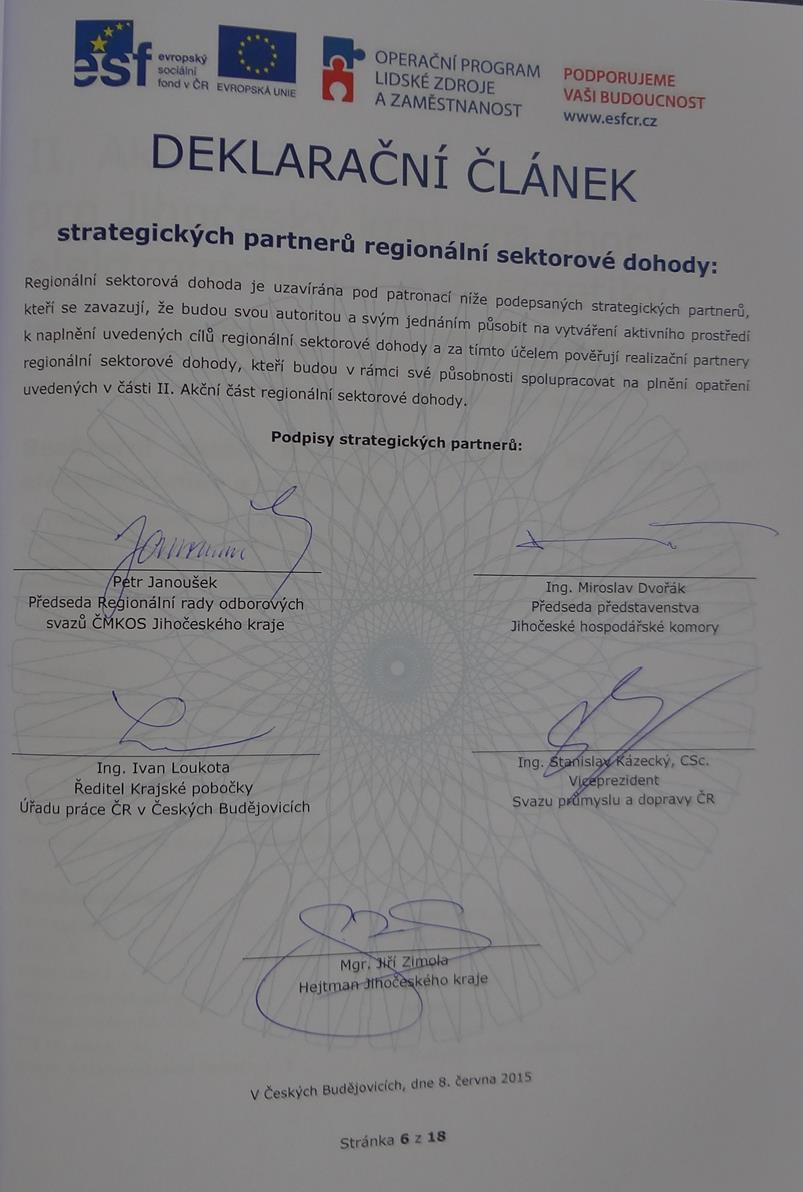 esf
evropský
sociální
fond v ČR
EVROPSKÁ UNIE
OPERAČNÍ PROGRAM
LIDSKÉ ZDROJE
A ZAMĚSTNANOST
PODPORUJEME
VAŠI BUDOUCNOST
www.esfcr.cz
DEKLARAČNÍ ČLÁNEK
strategických partnerů regionální sektorové dohody:
Regionální sektorová dohoda je uzavírána pod patronací níže podepsaných strategických partnerů,
kteří se zavazují, že budou svou autoritou a svým jednáním působit na vytváření aktivního prostředí
k naplnění uvedených cílů regionální sektorové dohody a za tímto účelem pověřují realizační partnery
regionální sektorové dohody, kteří budou v rámci své působnosti spolupracovat na plnění opatření
uvedených v části II. Akční část regionální sektorové dohody.
Podpisy strategických partnerů:
Petr Janoušek
Předseda Regionální rady odborových
svazů ČMKOS Jihočeského kraje
Ing. Miroslav Dvořák
Předseda představenstva
Jihočeské hospodářské komory
Ing. Ivan Loukota
Ředitel Krajské pobočky
Úřadu práce ČR v Českých Budějovicích
Ing. Stanislav Kázecký, CSc.
Viceprezident
Svazu průmyslu a dopravy ČR
Mgr. Jiří Zimola
Hejtman Jihočeského kraje
V Českých Budějovicích, dne 8. června 2015
Stránka 6 z 18